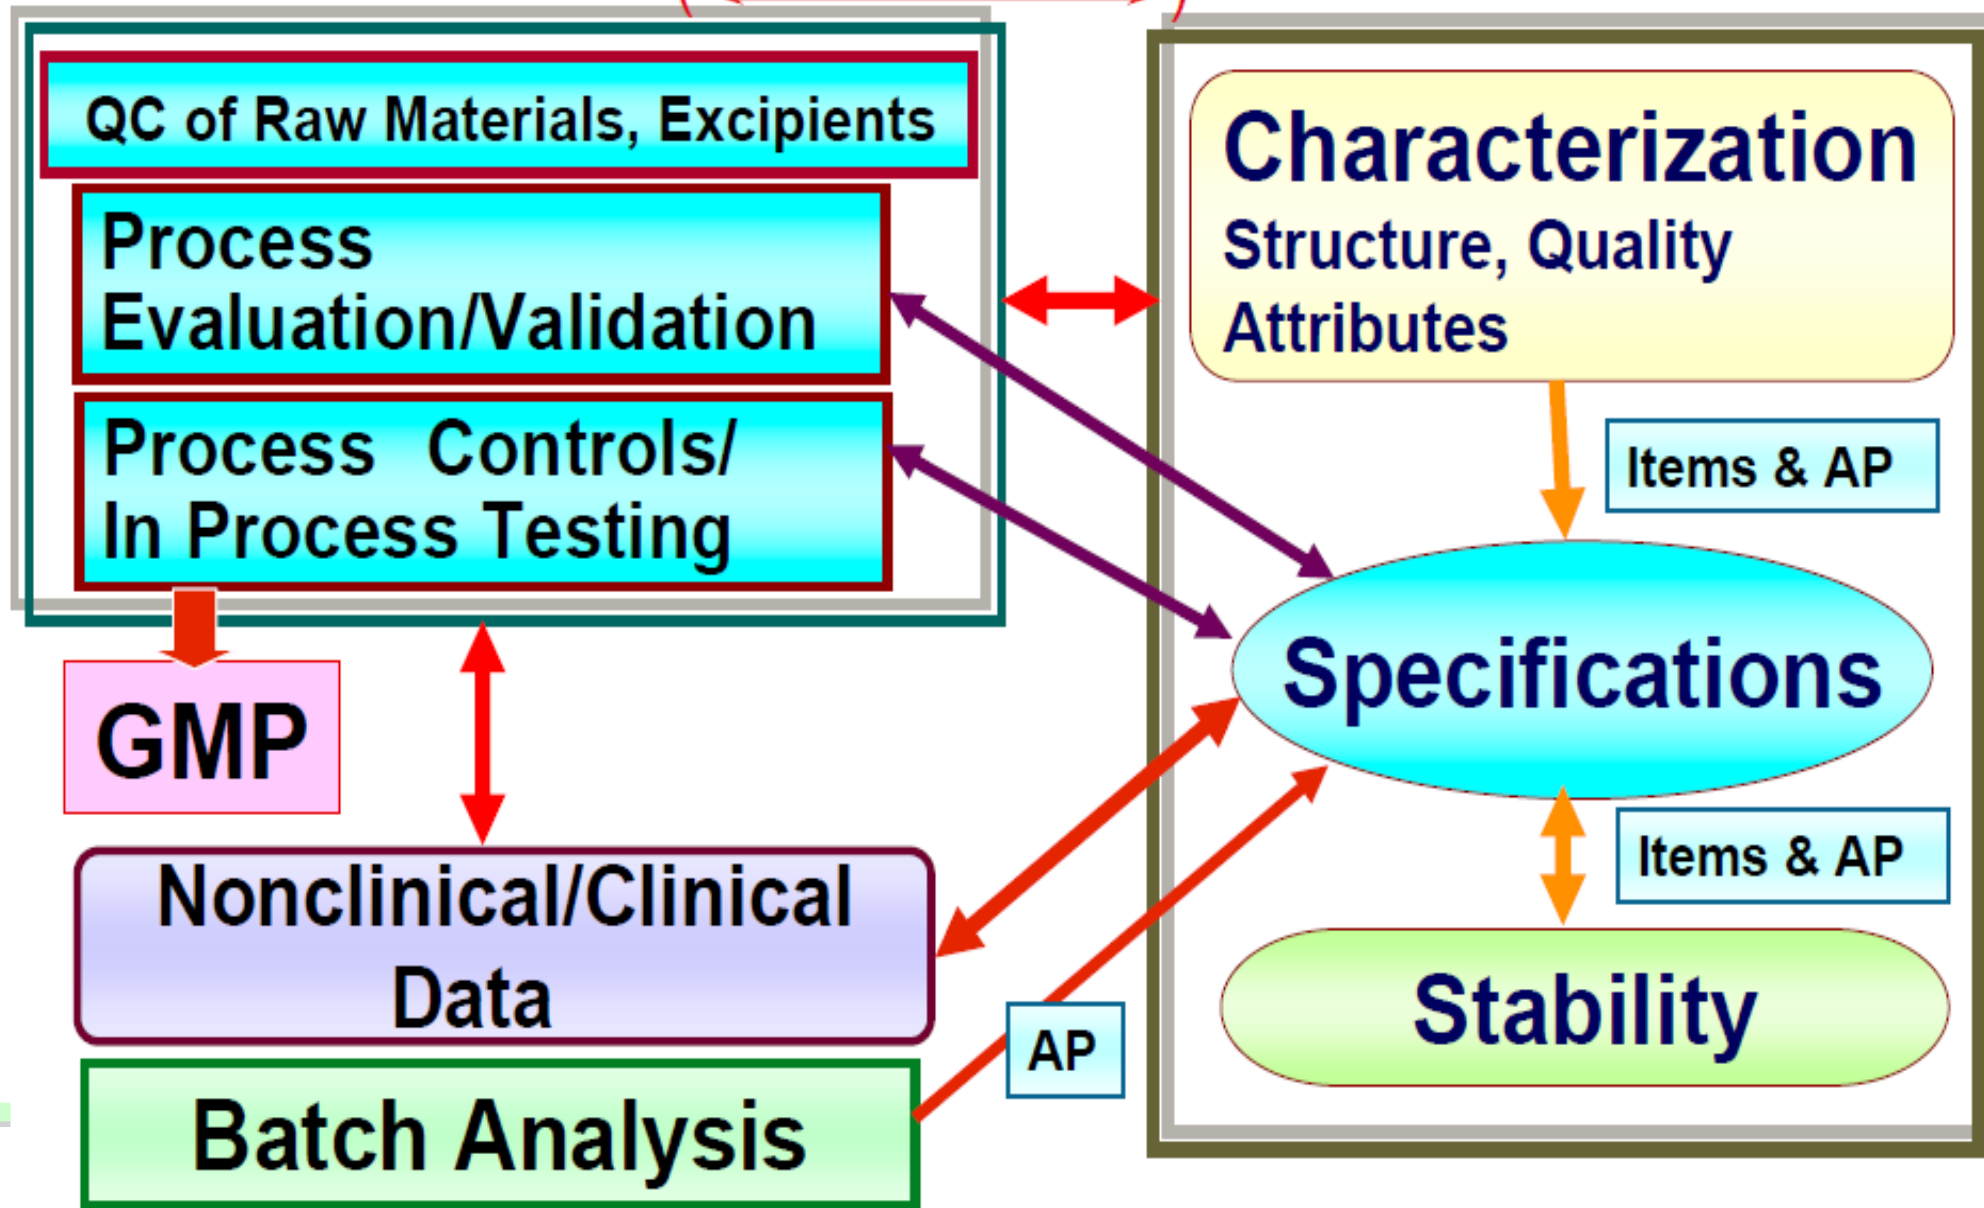 QC of Raw Materials, Excipients
Process
Evaluation/Validation
Process Controls/
In Process Testing
GMP
Nonclinical/Clinical
Data
Batch Analysis
AP
Characterization
Structure, Quality
Attributes
Items & AP
Specifications
Items & AP
Stability